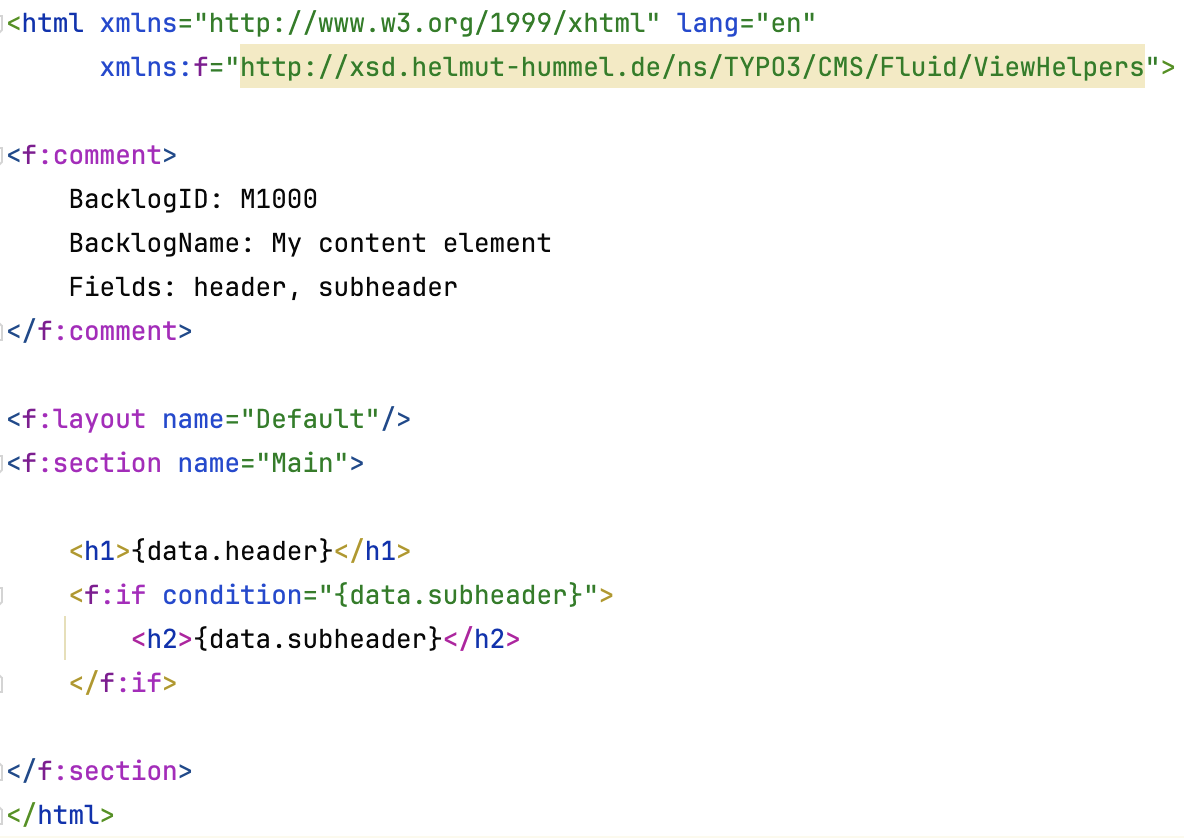 <html xmlns="http://www.w3.org/1999/xhtml" lang="en"
      xmlns:f="http://xsd.helmut-hummel.de/ns/TYPO3/CMS/Fluid/ViewHelpers">

<f:comment>
    BacklogID: M1000
    BacklogName: My content element
    Fields: header, subheader
</f:comment>

<f:layout name="Default"/>
<f:section name="Main">

    <h1>{data.header}</h1>
    <f:if condition="{data.subheader}">
        <h2>{data.subheader}</h2>
    </f:if>

</f:section>
</html>